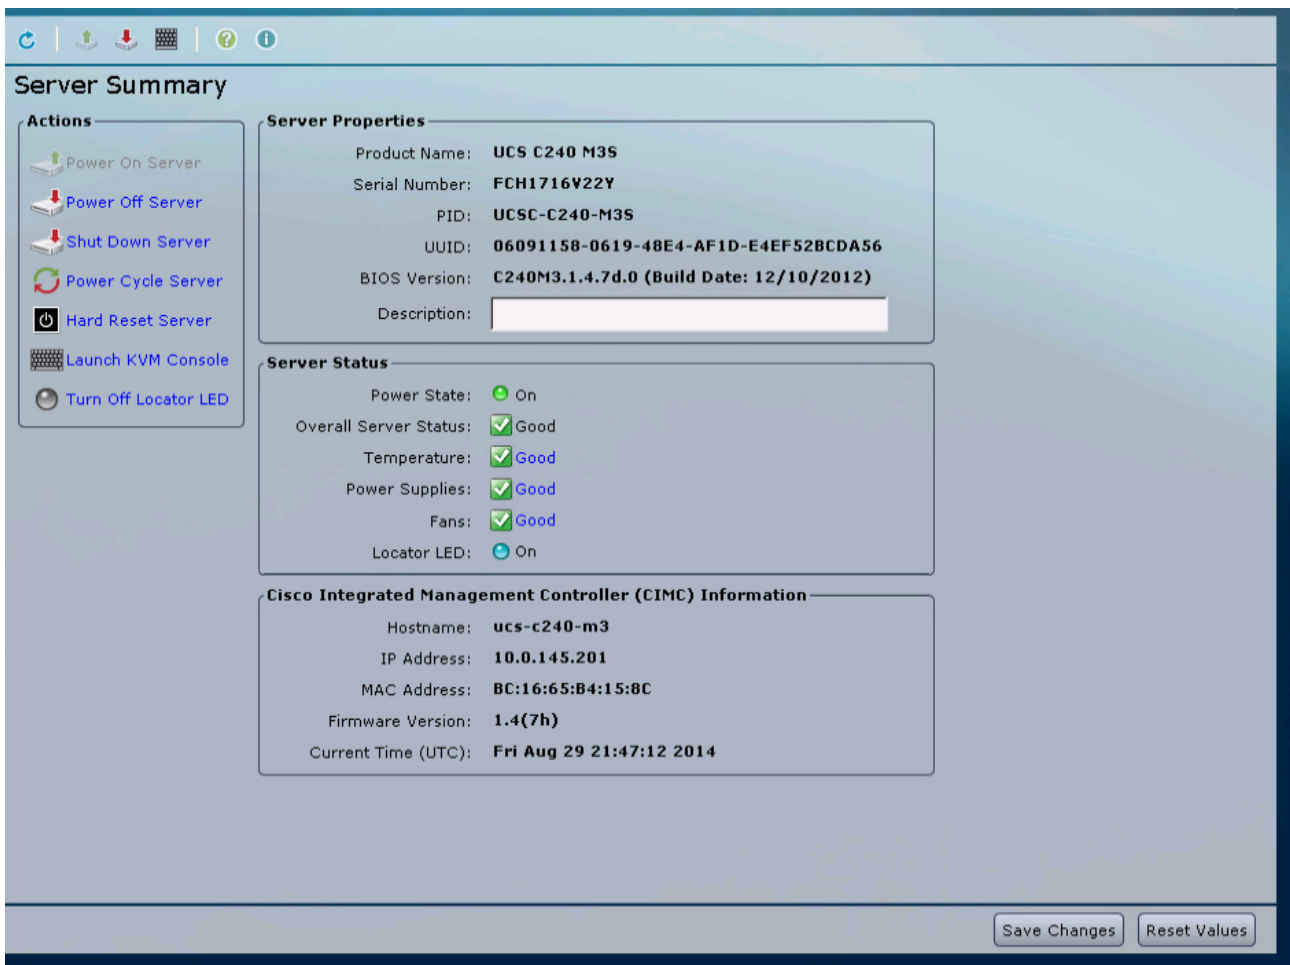 Server Summary
Actions
Power On Server
Power Off Server
Shut Down Server
Power Cycle Server
Hard Reset Server
Launch KVM Console
Turn Off Locator LED
Server Properties
Product Name: UCS C240 M3S
Serial Number: FCH1716V22Y
PID: UCSC-C240-M3S
UUID: 06091158-0619-48E4-AF1D-E4EF52BCDA56
BIOS Version: C240M3.1.4.7d.0 (Build Date: 12/10/2012)
Description:
Server Status
Power State: On
Overall Server Status: Good
Temperature: Good
Power Supplies: Good
Fans: Good
Locator LED: On
Cisco Integrated Management Controller (CIMC) Information
Hostname: ucs-c240-m3
IP Address: 10.0.145.201
MAC Address: BC:16:65:B4:15:8C
Firmware Version: 1.4(7h)
Current Time (UTC): Fri Aug 29 21:47:12 2014
Save Changes
Reset Values